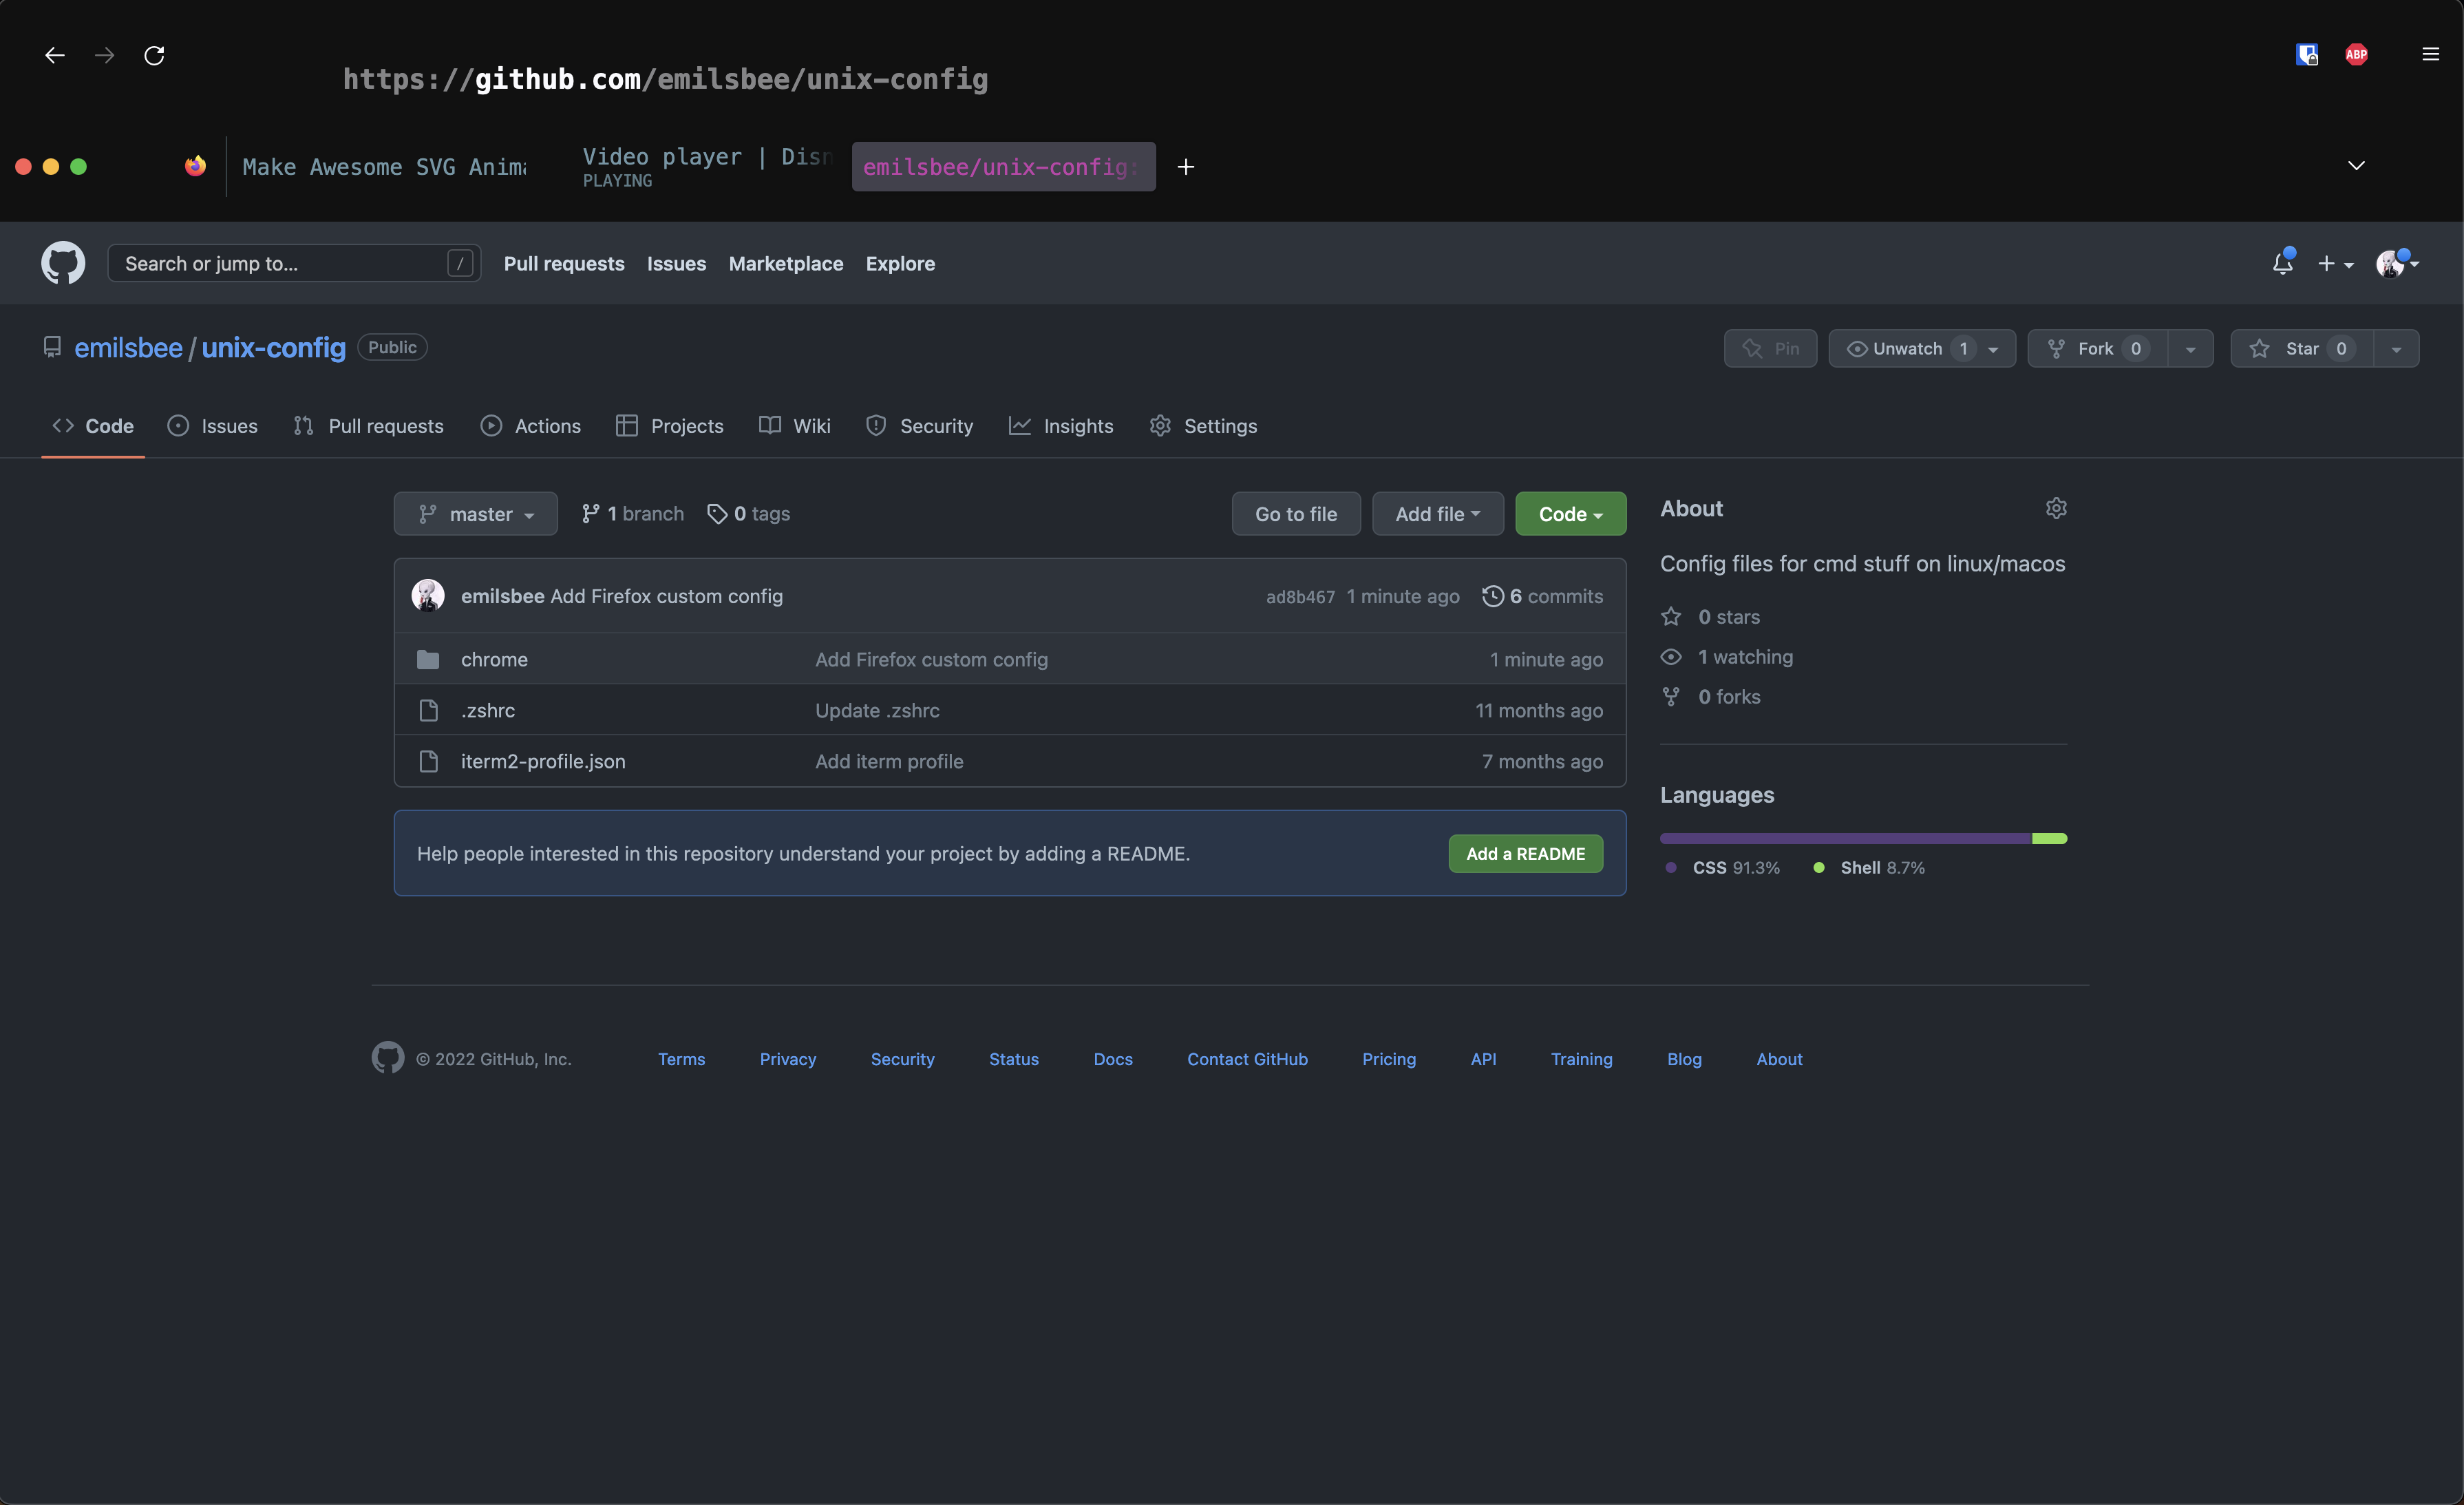 https://github.com/emilsbee/unix-config
ABP
Make Awesome SVG Anima
Video player | Disn
PLAYING
emilsbee/unix-config:
Search or jump to... /
Pull requests Issues Marketplace Explore
emilsbee / unix-config Public
Pin Unwatch 1 Fork 0 Star 0
Code Issues Pull requests Actions Projects Wiki Security Insights Settings
master 1 branch 0 tags Go to file Add file Code
emilsbee Add Firefox custom config ad8b467 1 minute ago 6 commits
chrome Add Firefox custom config 1 minute ago
.zshrc Update .zshrc 11 months ago
iterm2-profile.json Add iterm profile 7 months ago
Help people interested in this repository understand your project by adding a README. Add a README
About
Config files for cmd stuff on linux/macos
0 stars
1 watching
0 forks
Languages
CSS 91.3% Shell 8.7%
© 2022 GitHub, Inc. Terms Privacy Security Status Docs Contact GitHub Pricing API Training Blog About